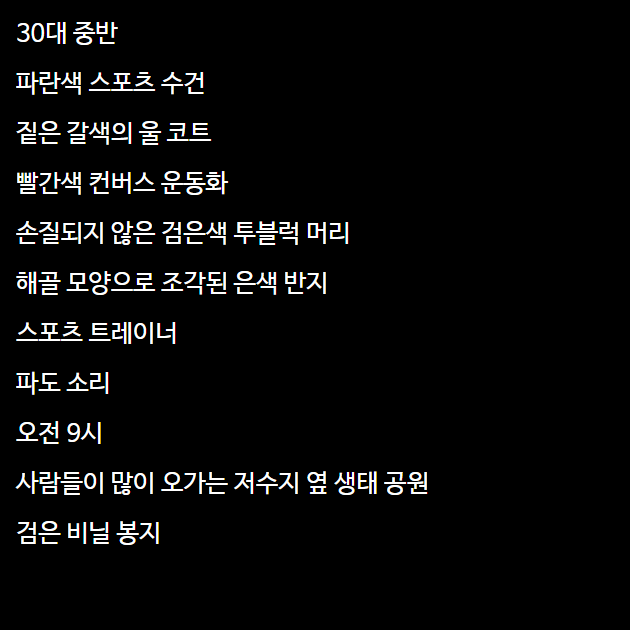 30대 중반
파란색 스포츠 수건
짙은 갈색의 울 코트
빨간색 컨버스 운동화
손질되지 않은 검은색 투블럭 머리
해골 모양으로 조각된 은색 반지
스포츠 트레이너
파도 소리
오전 9시
사람들이 많이 오가는 저수지 옆 생태 공원
검은 비닐 봉지